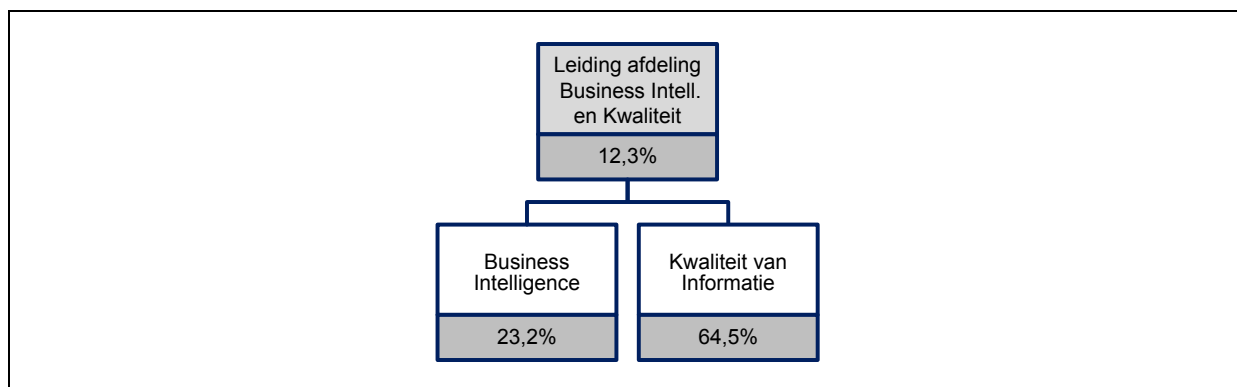 Leiding afdeling
Business Intell.
en Kwaliteit
12,3%
Business
Intelligence
23,2%
Kwaliteit van
Informatie
64,5%